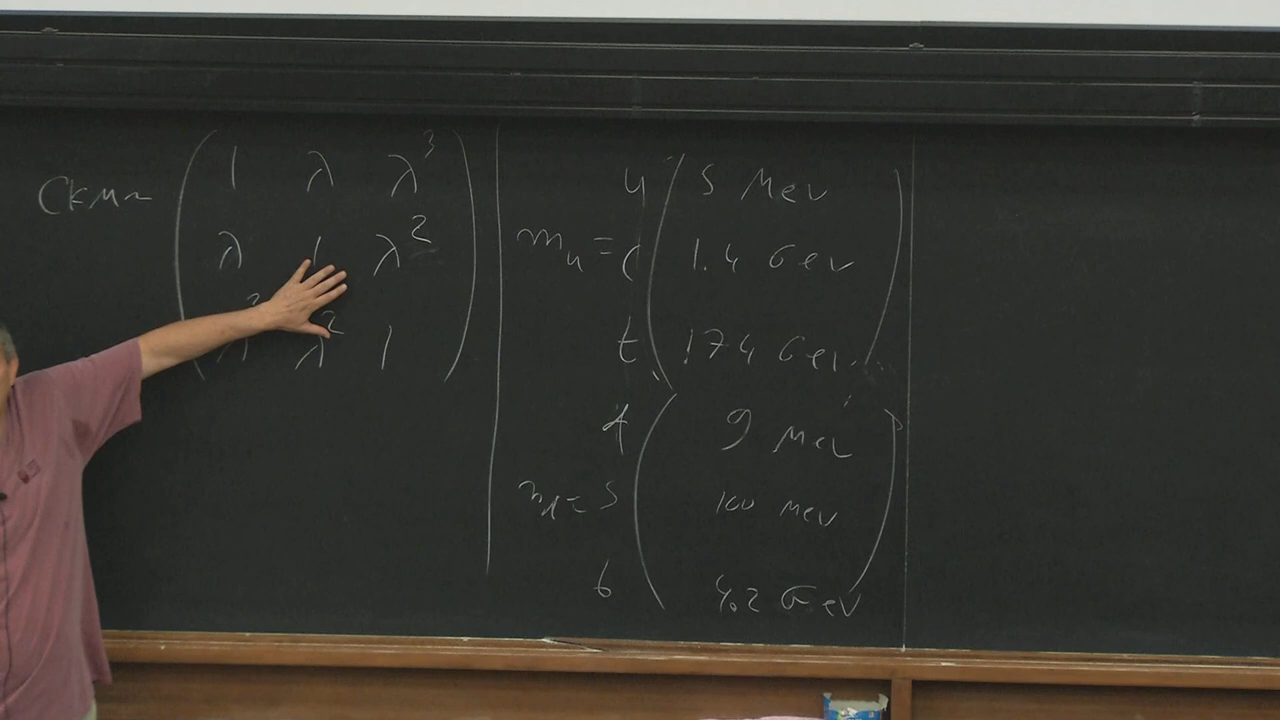 CKM ~ 1 λ λ³
λ 1 λ²
λ³ λ² 1
u 5 MeV
m_u = c 1.4 GeV
t 174 GeV
d 9 MeV
m_d = s 100 MeV
b 4.2 GeV